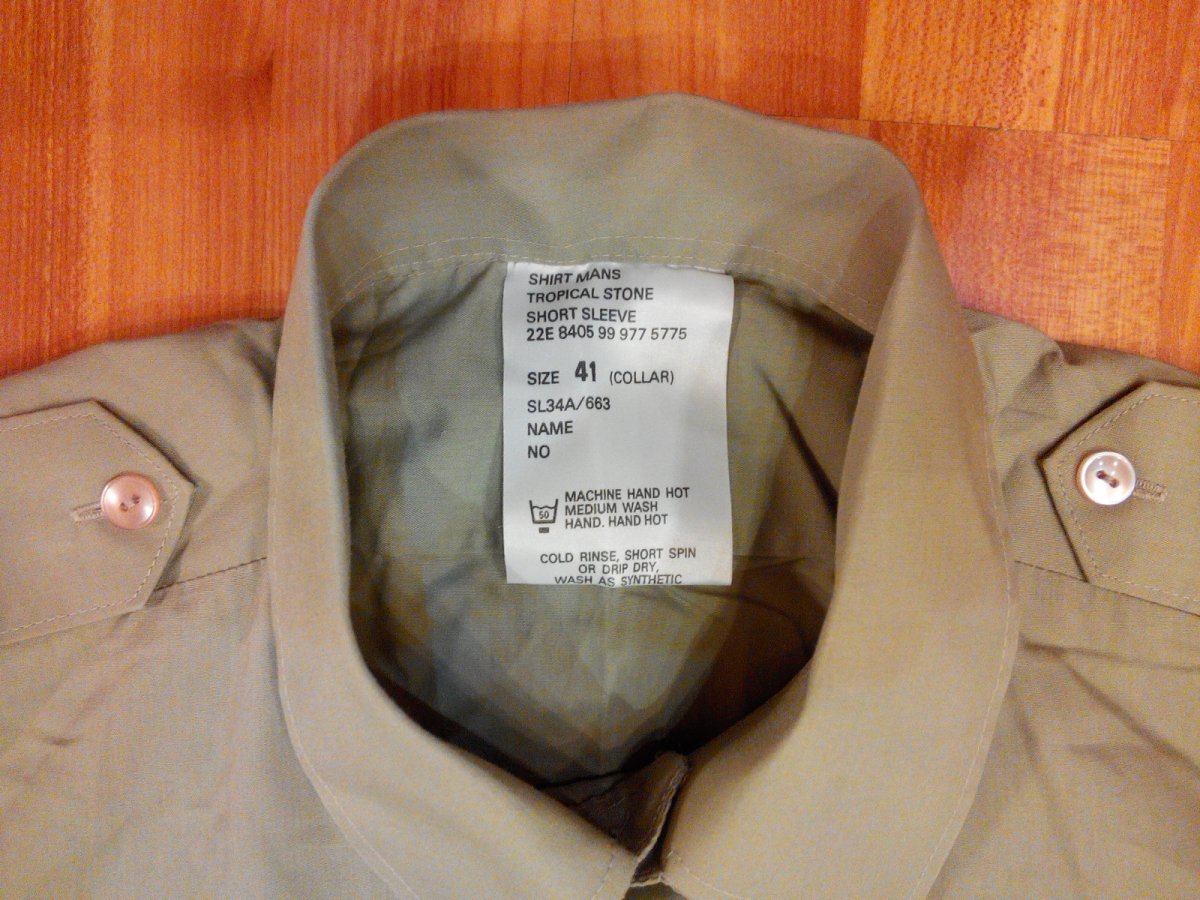 SHIRT MANS
TROPICAL STONE
SHORT SLEEVE
22E 8405 99 977 5775
SIZE 41 (COLLAR)
SL34A/663
NAME
NO
50
MACHINE HAND HOT
MEDIUM WASH
HAND. HAND HOT
COLD RINSE, SHORT SPIN
OR DRIP DRY,
WASH AS SYNTHETIC